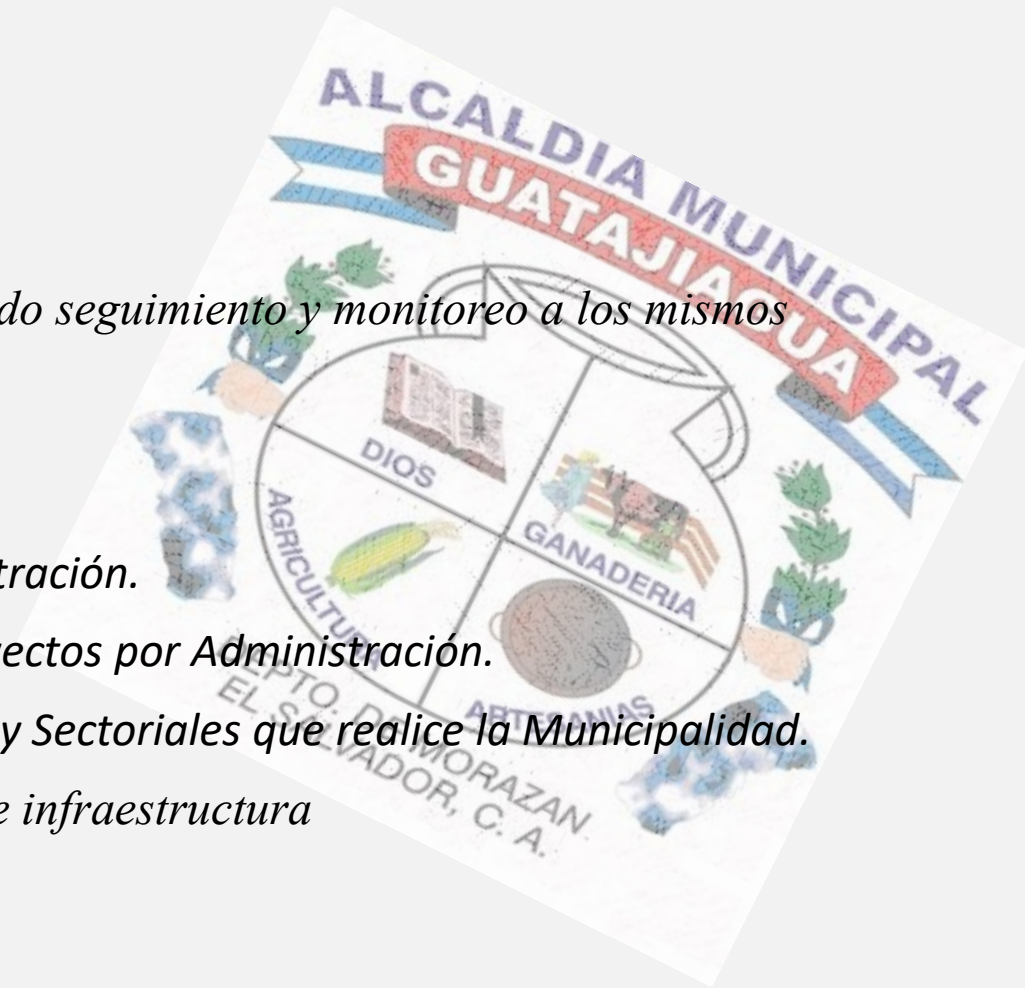 ALCALDIA MUNICIPAL
GUATAJIAGUA
do seguimiento y monitoreo a los mismos
DIOS
GANADERIA
AGRICULTURA
tración.
ectos por Administración.
ARTESANIAS
y Sectoriales que realice la Municipalidad.
DEPTO. DE MORAZAN
EL SALVADOR, C. A.
e infraestructura